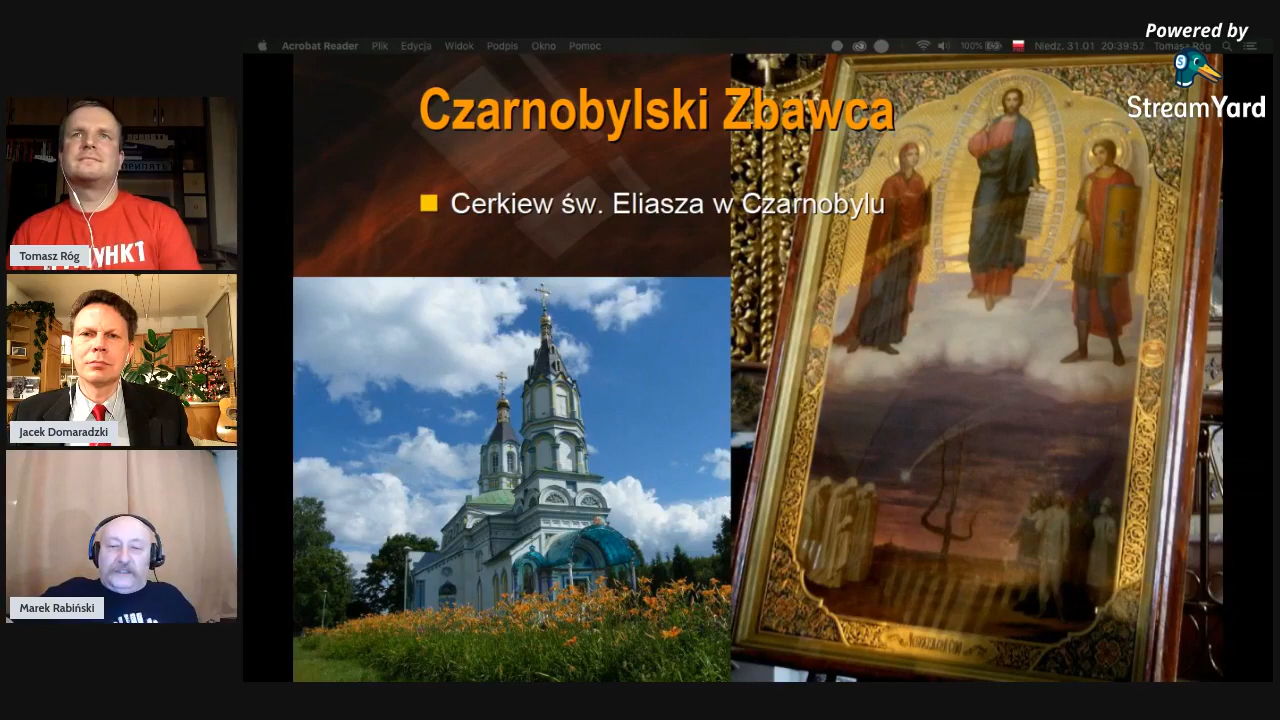 Powered by
StreamYard
Acrobat Reader Plik Edycja Widok Podpis Okno Pomoc
100% Niedz. 31.01 20:39:57 Tomasz Róg
Czarnobylski Zbawca
Cerkiew św. Eliasza w Czarnobylu
Tomasz Róg
Jacek Domaradzki
Marek Rabiński